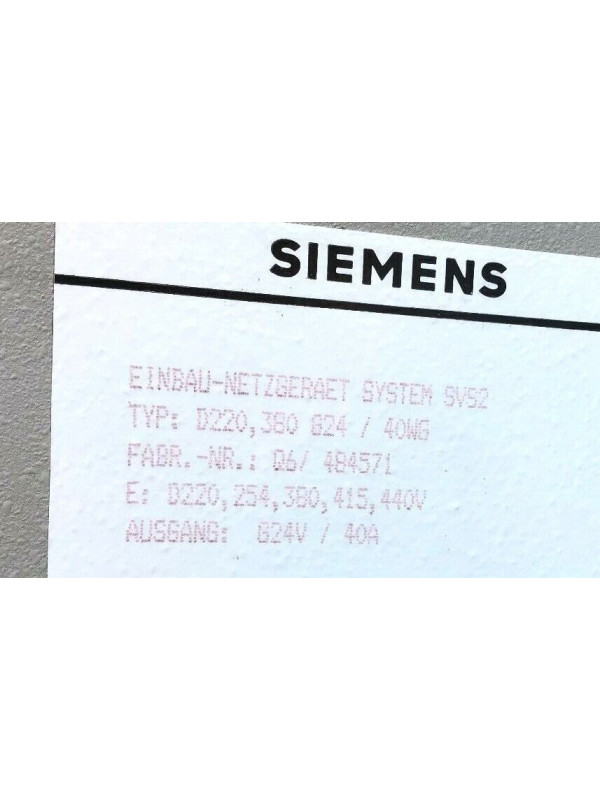 SIEMENS
EINBAU-NETZGERAET SYSTEM SV52
TYP: D220,380 G24 / 40WG
FABR.-NR.: Q6/ 484571
E: D220,254,380,415,440V
AUSGANG: G24V / 40A